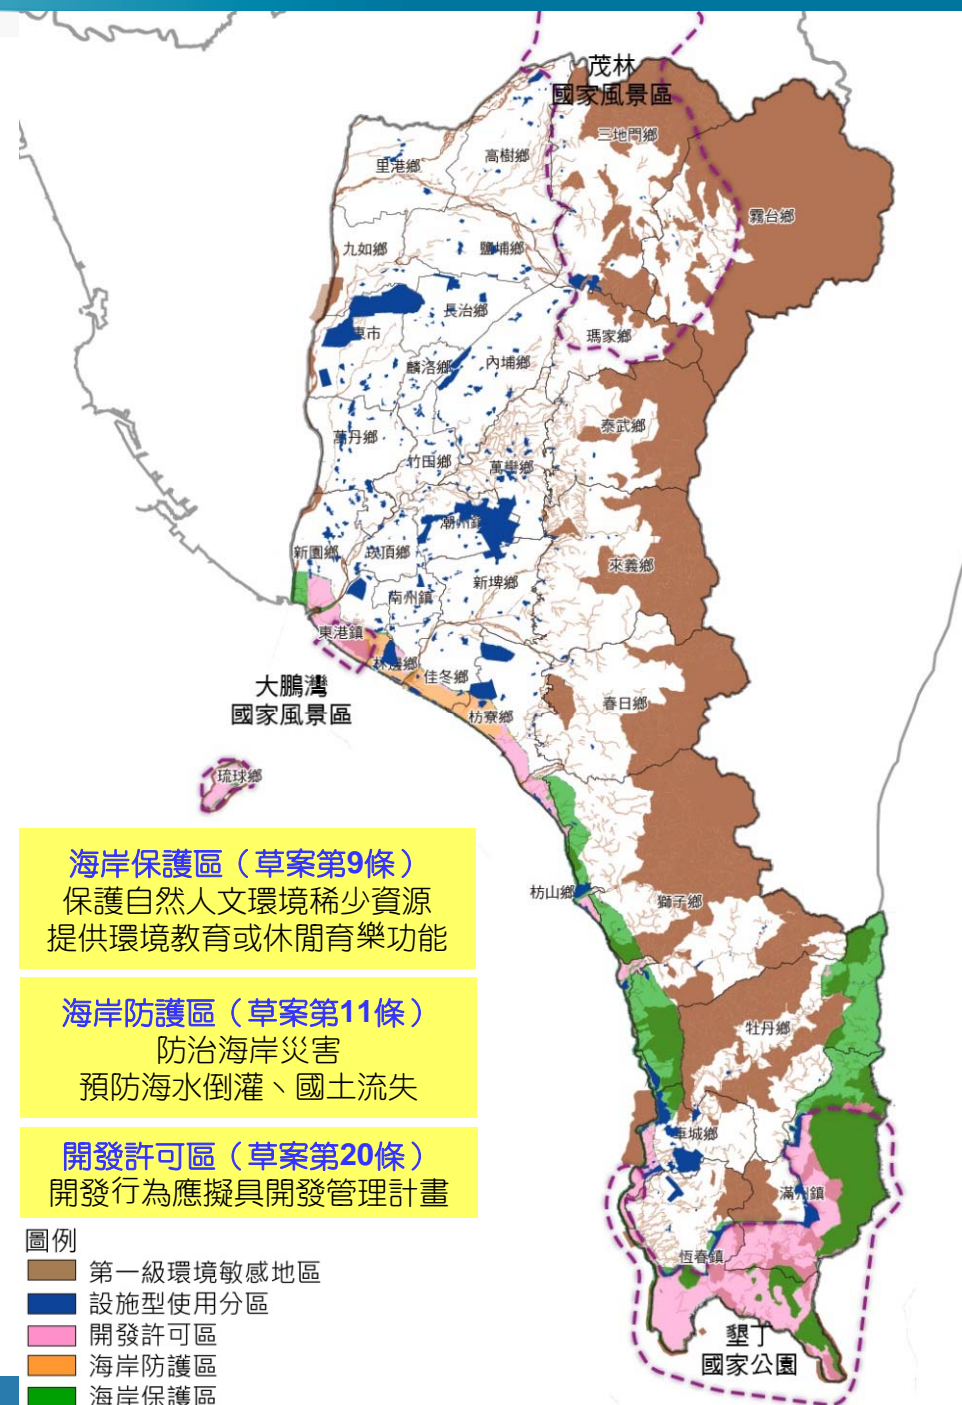 茂林
國家風景區
三地門鄉
高樹鄉
里港鄉
霧台鄉
九如鄉
鹽埔鄉
長治鄉
東市
瑪家鄉
麟洛鄉
內埔鄉
泰武鄉
萬丹鄉
竹田鄉
萬巒鄉
潮州鎮
新園鄉
崁頂鄉
來義鄉
新埤鄉
南州鎮
東港鎮
林邊鄉
佳冬鄉
大鵬灣
國家風景區
春日鄉
枋寮鄉
琉球鄉
海岸保護區（草案第9條）
保護自然人文環境稀少資源
提供環境教育或休閒育樂功能
枋山鄉
獅子鄉
海岸防護區（草案第11條）
防治海岸災害
預防海水倒灌、國土流失
牡丹鄉
車城鄉
開發許可區（草案第20條）
開發行為應擬具開發管理計畫
滿州鎮
恆春鎮
墾丁
國家公園
圖例
第一級環境敏感地區
設施型使用分區
開發許可區
海岸防護區
海岸保護區